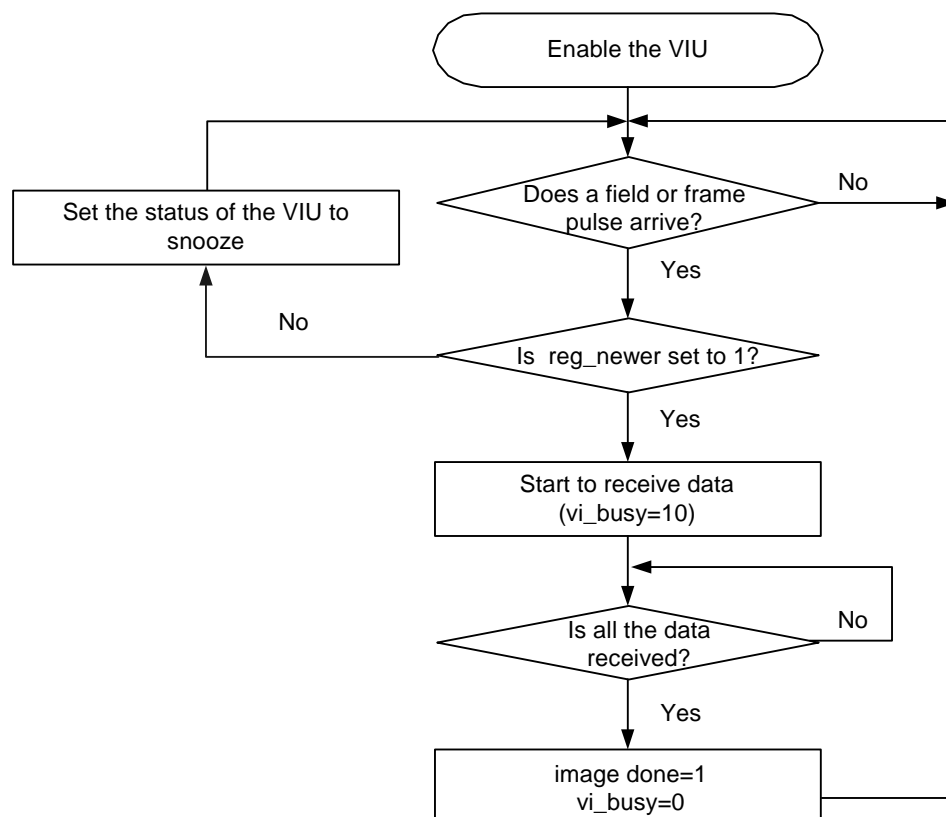 Enable the VIU
Does a field or frame
pulse arrive?
No
Set the status of the VIU to
snooze
Yes
No
Is reg_newer set to 1?
Yes
Start to receive data
(vi_busy=10)
Is all the data
received?
No
Yes
image done=1
vi_busy=0